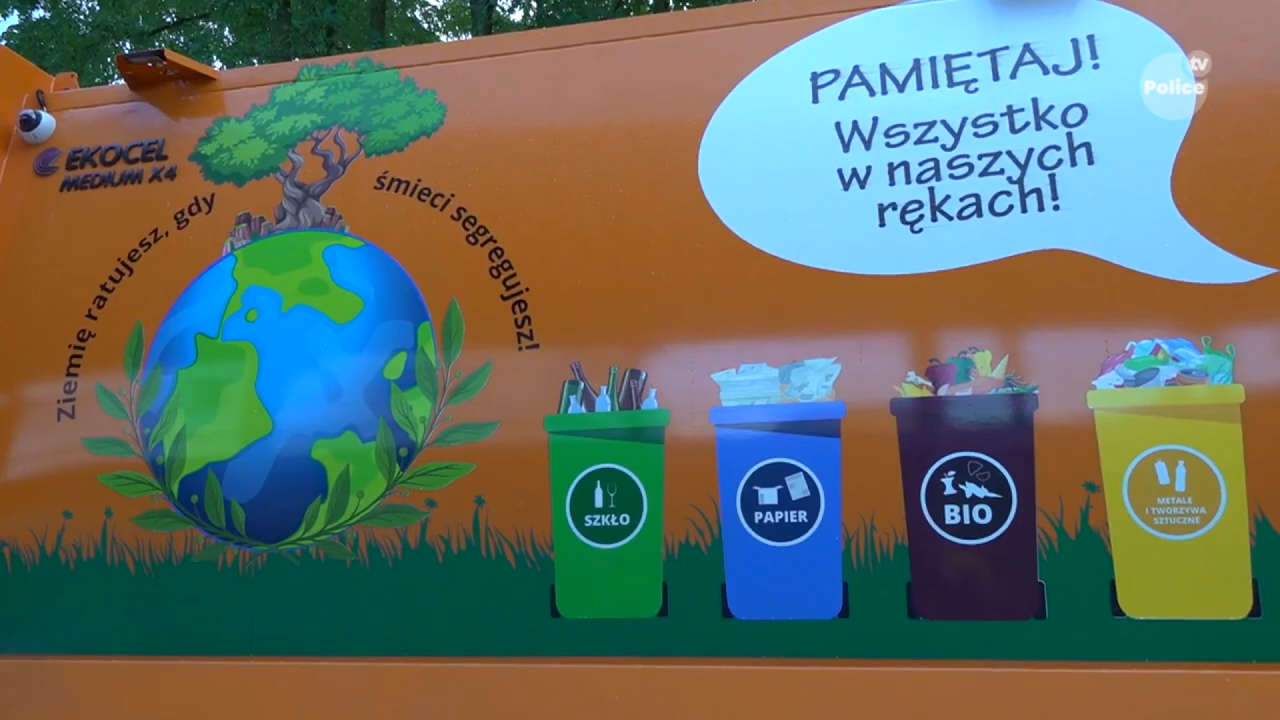 PAMIĘTAJ!
Wszystko
w naszych
rękach!
tv
Police
EKOCEL
MEDIUM X4
Ziemię ratujesz, gdy
śmieci segregujesz!
SZKŁO
PAPIER
BIO
METALE
I TWORZYWA
SZTUCZNE